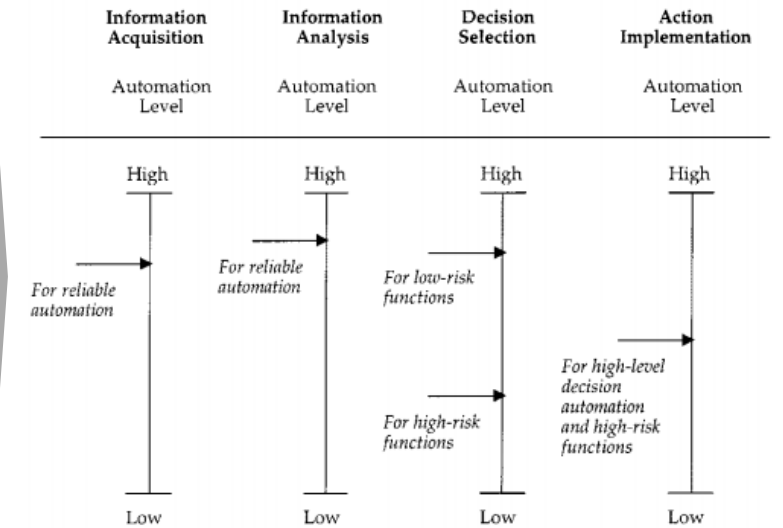 Information
Acquisition
Information
Analysis
Decision
Selection
Action
Implementation
Automation
Level
Automation
Level
Automation
Level
Automation
Level
High
High
High
High
For reliable
automation
For reliable
automation
For low-risk
functions
For high-risk
functions
For high-level
decision
automation
and high-risk
functions
Low
Low
Low
Low